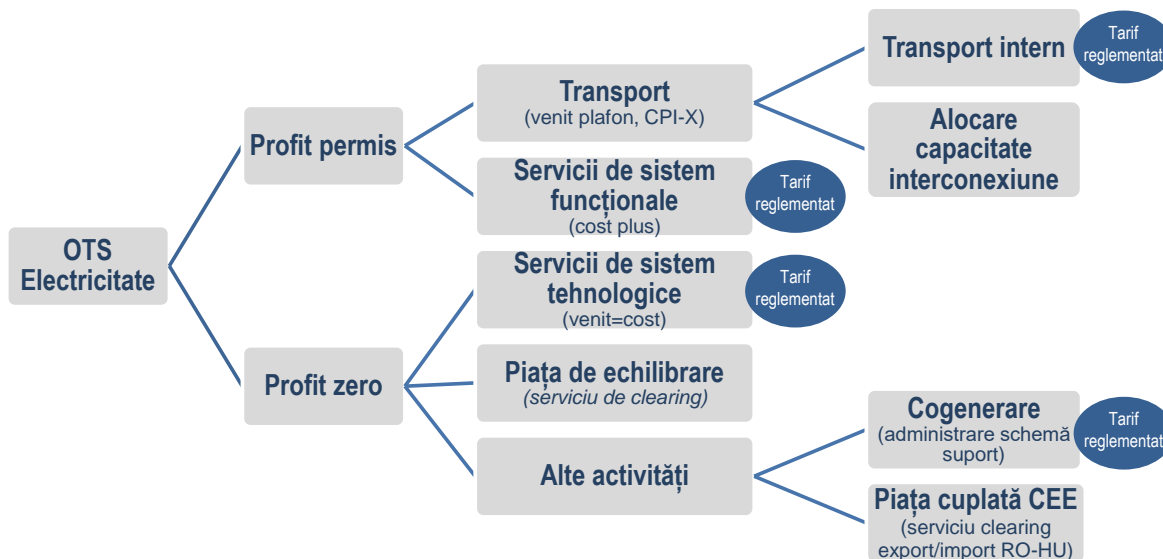 OTS
Electricitate
Profit permis
Transport
(venit plafon, CPI-X)
Transport intern
Tarif
reglementat
Alocare
capacitate
interconexiune
Servicii de sistem
funcționale
(cost plus)
Tarif
reglementat
Profit zero
Servicii de sistem
tehnologice
(venit=cost)
Tarif
reglementat
Piața de echilibrare
(serviciu de clearing)
Alte activități
Cogenerare
(administrare schemă
suport)
Tarif
reglementat
Piața cuplată CEE
(serviciu clearing
export/import RO-HU)